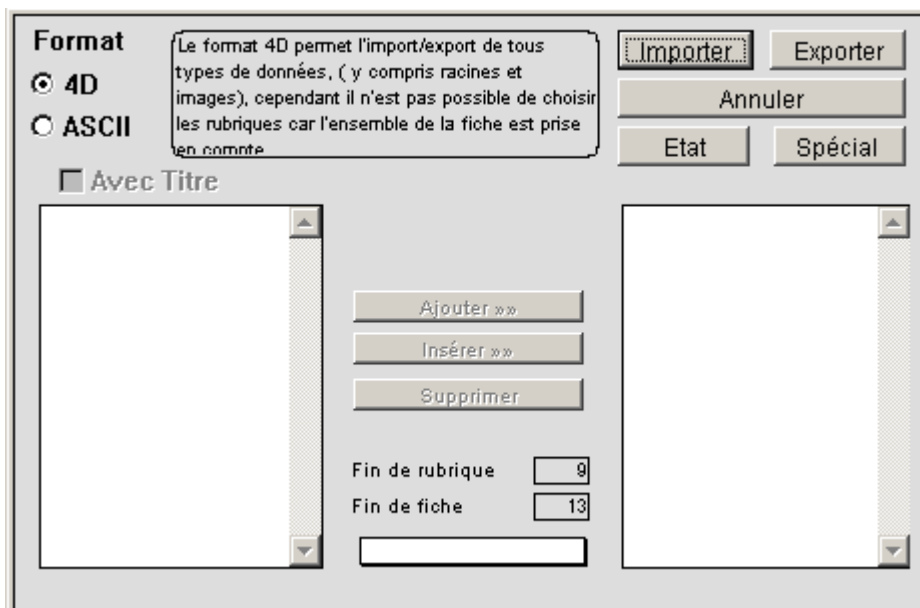 Format
4D
ASCII
Le format 4D permet l'import/export de tous
types de données, ( y compris racines et
images), cependant il n'est pas possible de choisir
les rubriques car l'ensemble de la fiche est prise
en compte
Importer
Exporter
Annuler
Etat
Spécial
Avec Titre
Ajouter »»
Insérer »»
Supprimer
Fin de rubrique 9
Fin de fiche 13